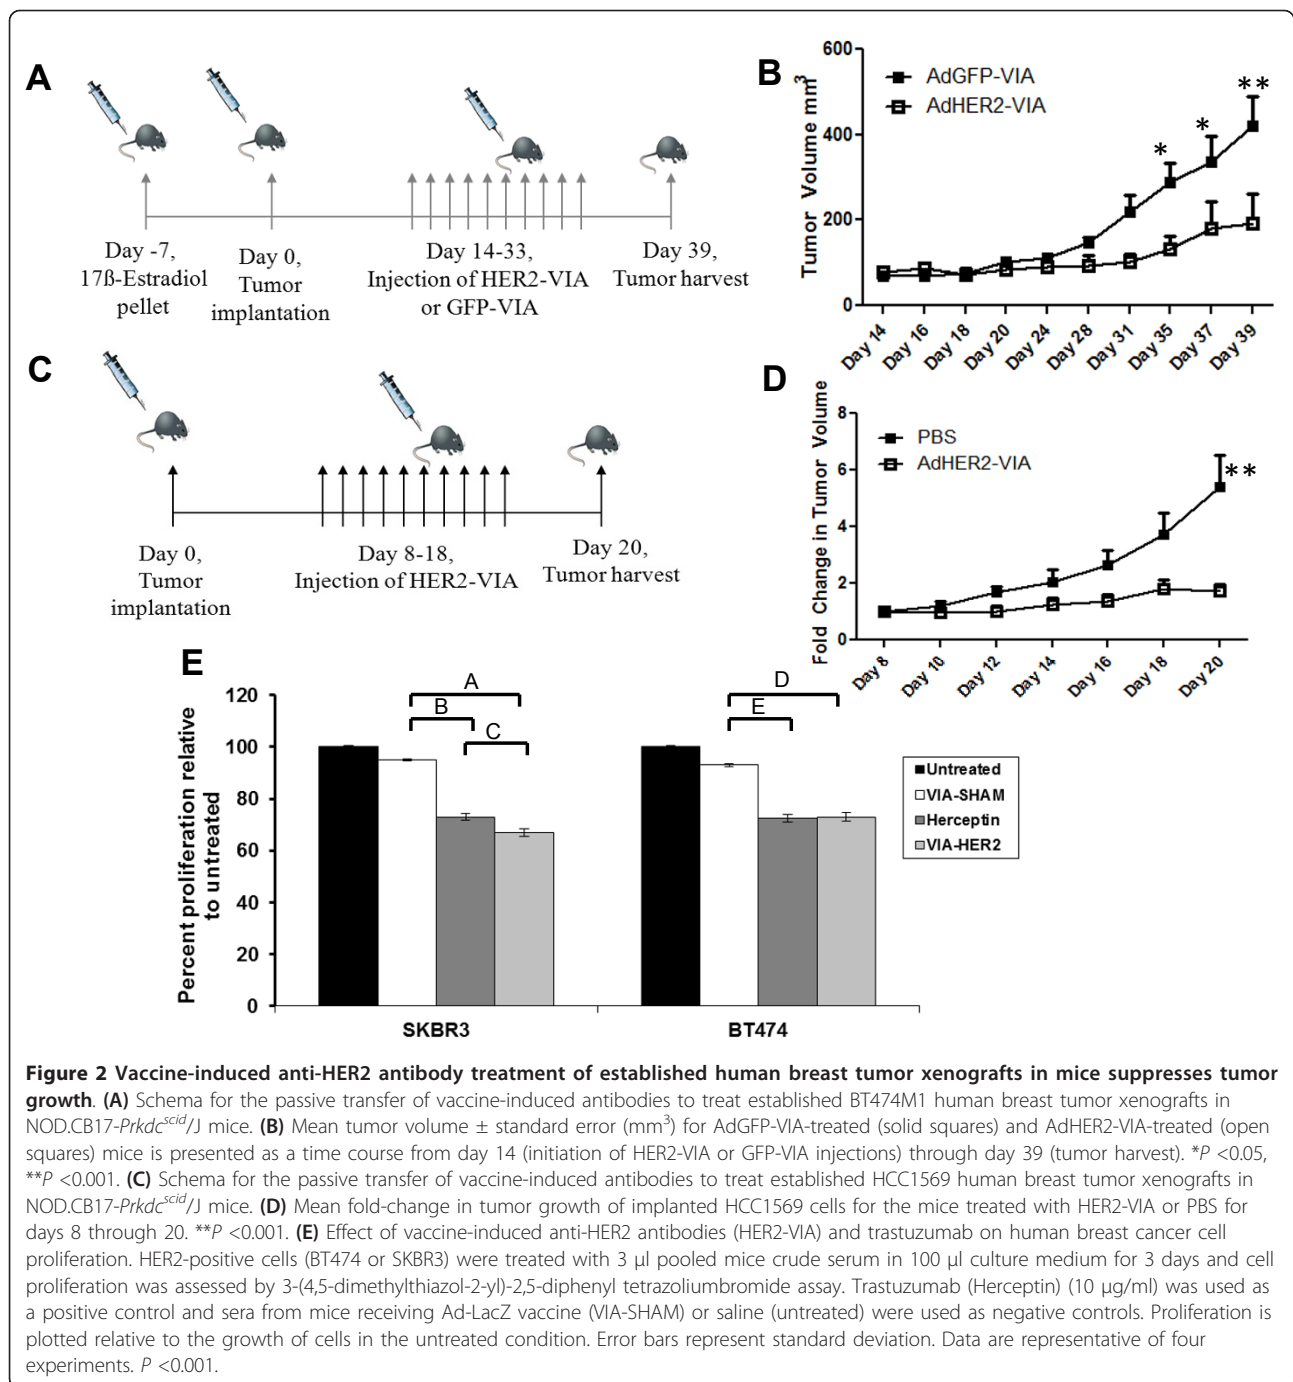 A
Day -7,
17ß-Estradiol
pellet
Day 0,
Tumor
implantation
Day 14-33,
Injection of HER2-VIA
or GFP-VIA
Day 39,
Tumor harvest
B
Tumor Volume mm³
600
400
200
0
AdGFP-VIA
AdHER2-VIA
*
*
**
Day 14
Day 16
Day 18
Day 20
Day 24
Day 28
Day 31
Day 35
Day 37
Day 39
C
Day 0,
Tumor
implantation
Day 8-18,
Injection of HER2-VIA
Day 20,
Tumor harvest
D
Fold Change in Tumor Volume
8
6
4
2
0
PBS
AdHER2-VIA
**
Day 8
Day 10
Day 12
Day 14
Day 16
Day 18
Day 20
E
Percent proliferation relative
to untreated
120
100
80
60
40
20
0
A
B
C
D
E
SKBR3
BT474
Untreated
VIA-SHAM
Herceptin
VIA-HER2
Figure 2 Vaccine-induced anti-HER2 antibody treatment of established human breast tumor xenografts in mice suppresses tumor
growth. (A) Schema for the passive transfer of vaccine-induced antibodies to treat established BT474M1 human breast tumor xenografts in
NOD.CB17-Prkdcscid/J mice. (B) Mean tumor volume ± standard error (mm³) for AdGFP-VIA-treated (solid squares) and AdHER2-VIA-treated (open
squares) mice is presented as a time course from day 14 (initiation of HER2-VIA or GFP-VIA injections) through day 39 (tumor harvest). *P <0.05,
**P <0.001. (C) Schema for the passive transfer of vaccine-induced antibodies to treat established HCC1569 human breast tumor xenografts in
NOD.CB17-Prkdcscid/J mice. (D) Mean fold-change in tumor growth of implanted HCC1569 cells for the mice treated with HER2-VIA or PBS for
days 8 through 20. **P <0.001. (E) Effect of vaccine-induced anti-HER2 antibodies (HER2-VIA) and trastuzumab on human breast cancer cell
proliferation. HER2-positive cells (BT474 or SKBR3) were treated with 3 μl pooled mice crude serum in 100 μl culture medium for 3 days and cell
proliferation was assessed by 3-(4,5-dimethylthiazol-2-yl)-2,5-diphenyl tetrazoliumbromide assay. Trastuzumab (Herceptin) (10 μg/ml) was used as
a positive control and sera from mice receiving Ad-LacZ vaccine (VIA-SHAM) or saline (untreated) were used as negative controls. Proliferation is
plotted relative to the growth of cells in the untreated condition. Error bars represent standard deviation. Data are representative of four
experiments. P <0.001.